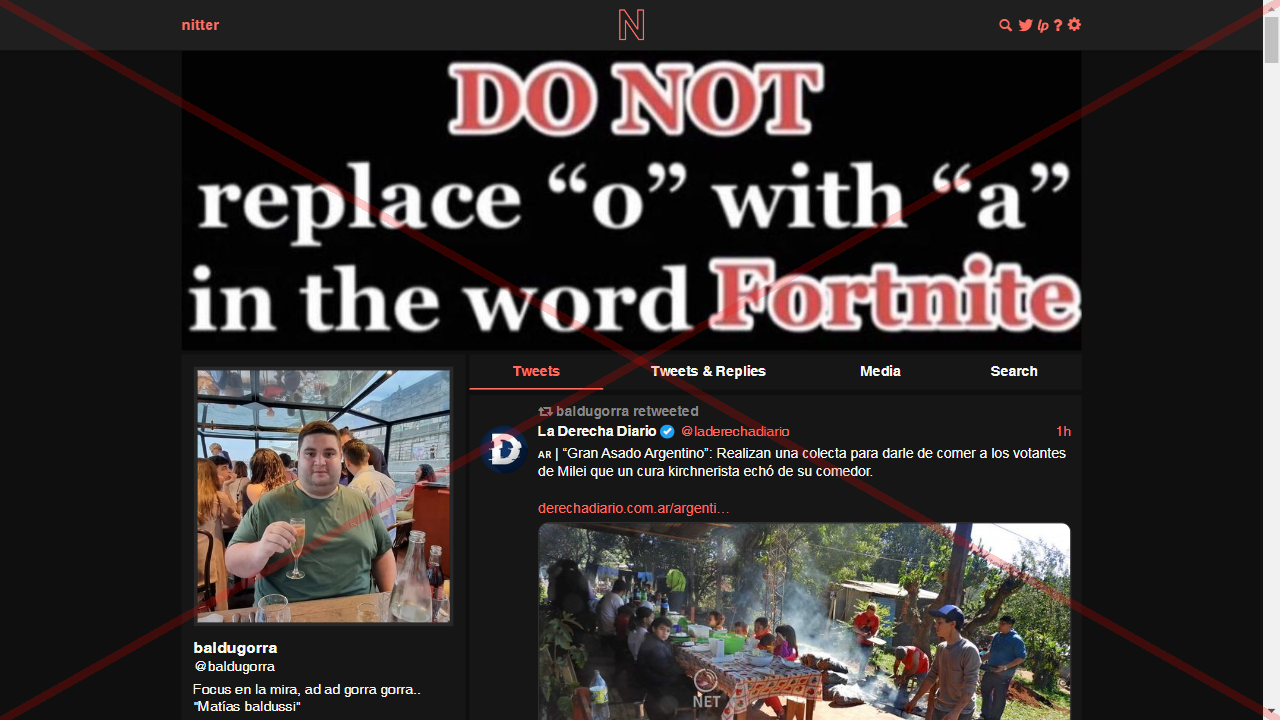 nitter
N
lp ?
DO NOT
replace “o” with “a”
in the word Fortnite
Tweets Tweets & Replies Media Search
baldugorra retweeted
La Derecha Diario @laderechadiario 1h
AR | “Gran Asado Argentino”: Realizan una colecta para darle de comer a los votantes
de Milei que un cura kirchnerista echó de su comedor.
derechadiario.com.ar/argenti…
D
NET
baldugorra
@baldugorra
Focus en la mira, ad ad gorra gorra..
"Matías baldussi"